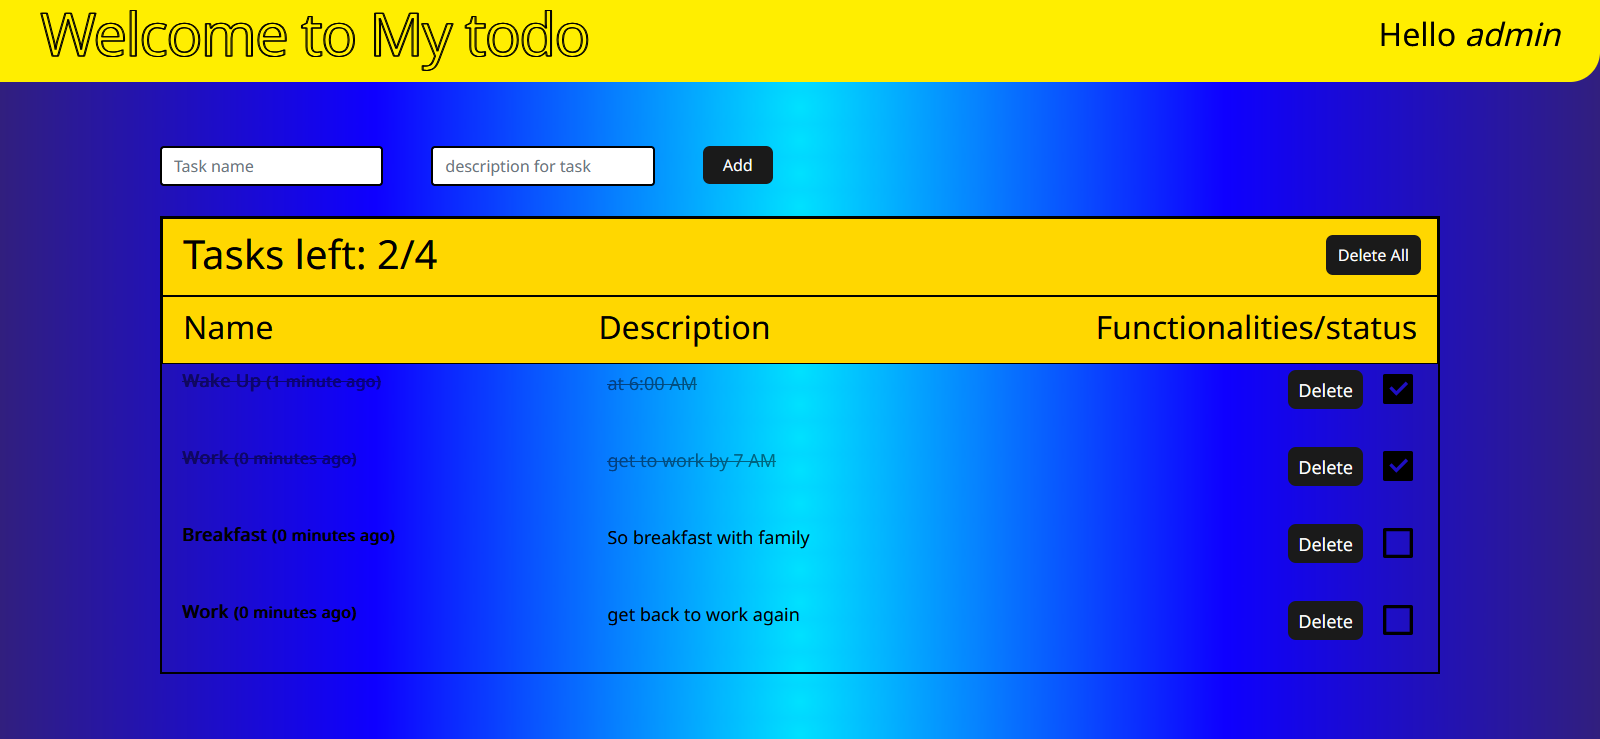 Welcome to My todo
Hello admin
Task name
description for task
Add
Tasks left: 2/4
Delete All
Name
Description
Functionalities/status
Wake Up (1 minute ago)
at 6:00 AM
Delete
Work (0 minutes ago)
get to work by 7 AM
Delete
Breakfast (0 minutes ago)
So breakfast with family
Delete
Work (0 minutes ago)
get back to work again
Delete